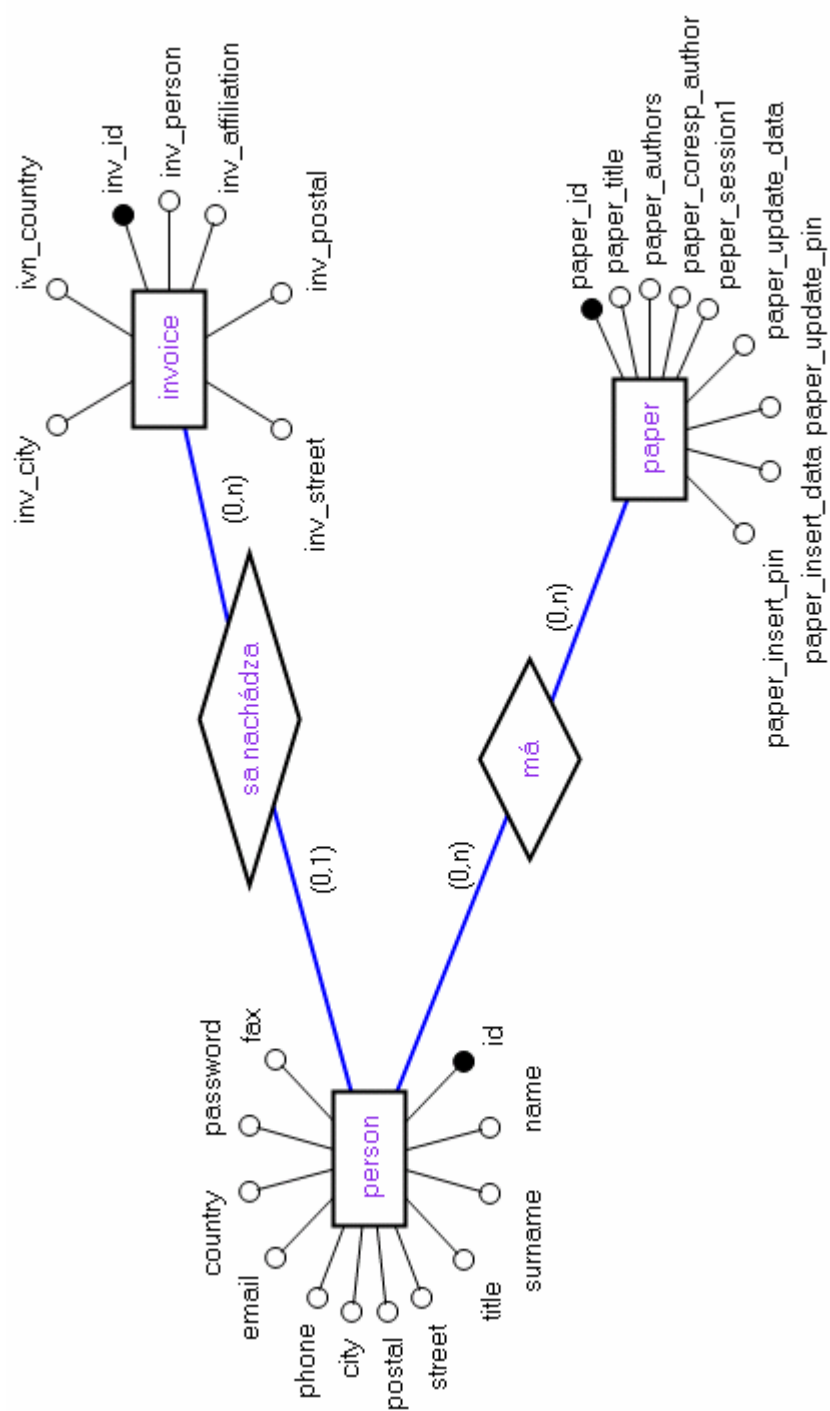 password
fax
country
email
phone
city
postal
street
title
surname
name
id
person
(0,1)
sa nachádza
(0,n)
invoice
inv_city
ivn_country
inv_id
inv_person
inv_affiliation
inv_postal
inv_street
(0,n)
má
(0,n)
paper
paper_id
paper_title
paper_authors
paper_coresp_author
peper_session1
paper_update_data
paper_update_pin
paper_insert_data
paper_insert_pin